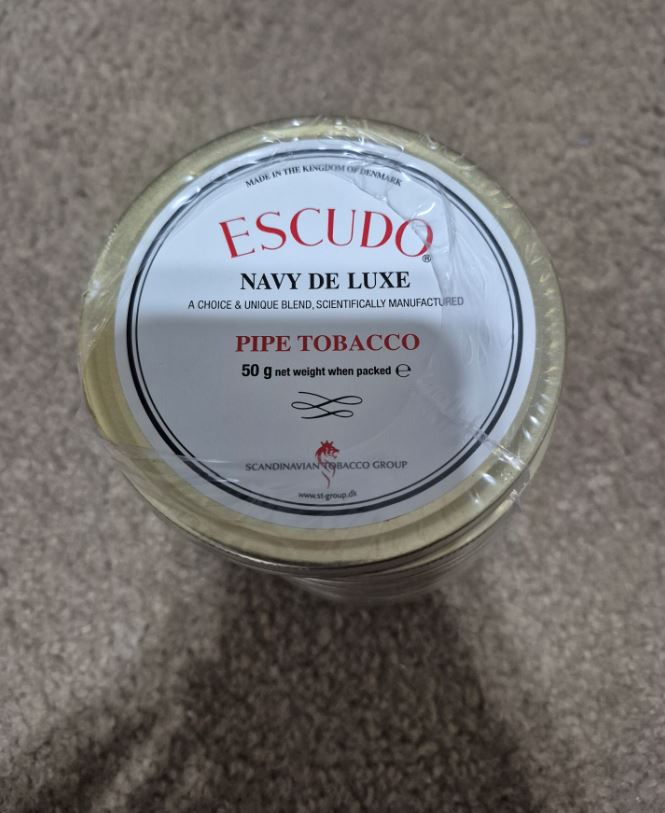 MADE IN THE KINGDOM OF DENMARK
ESCUDO®
NAVY DE LUXE
A CHOICE & UNIQUE BLEND, SCIENTIFICALLY MANUFACTURED
PIPE TOBACCO
50 g net weight when packed ℮
SCANDINAVIAN TOBACCO GROUP
www.st-group.dk